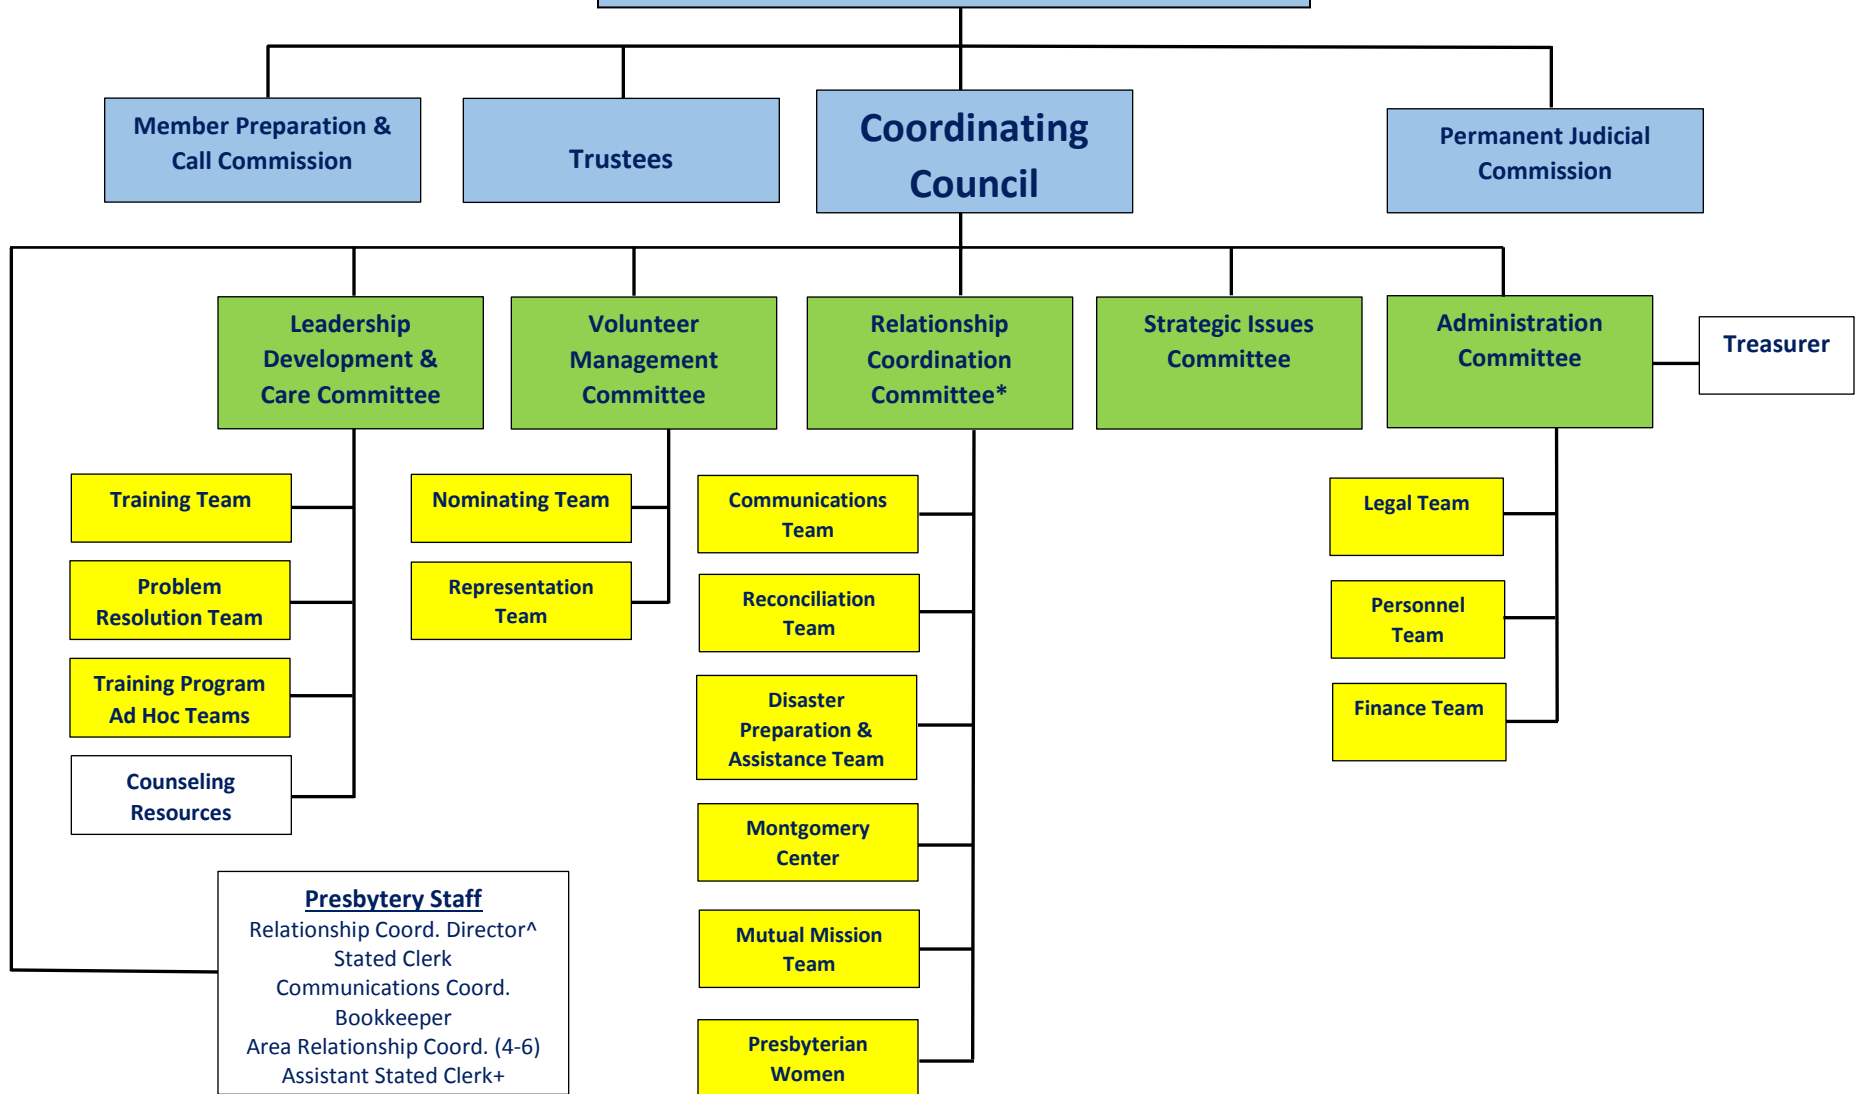 Member Preparation &
Call Commission
Trustees
Coordinating
Council
Permanent Judicial
Commission
Leadership
Development &
Care Committee
Volunteer
Management
Committee
Relationship
Coordination
Committee*
Strategic Issues
Committee
Administration
Committee
Treasurer
Training Team
Problem
Resolution Team
Training Program
Ad Hoc Teams
Counseling
Resources
Nominating Team
Representation
Team
Communications
Team
Reconciliation
Team
Disaster
Preparation &
Assistance Team
Montgomery
Center
Mutual Mission
Team
Presbyterian
Women
Legal Team
Personnel
Team
Finance Team
Presbytery Staff
Relationship Coord. Director^
Stated Clerk
Communications Coord.
Bookkeeper
Area Relationship Coord. (4-6)
Assistant Stated Clerk+